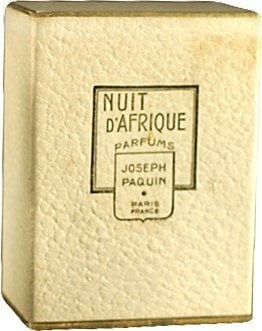 NUIT
D'AFRIQUE
PARFUMS
JOSEPH
PAQUIN
PARIS
FRANCE